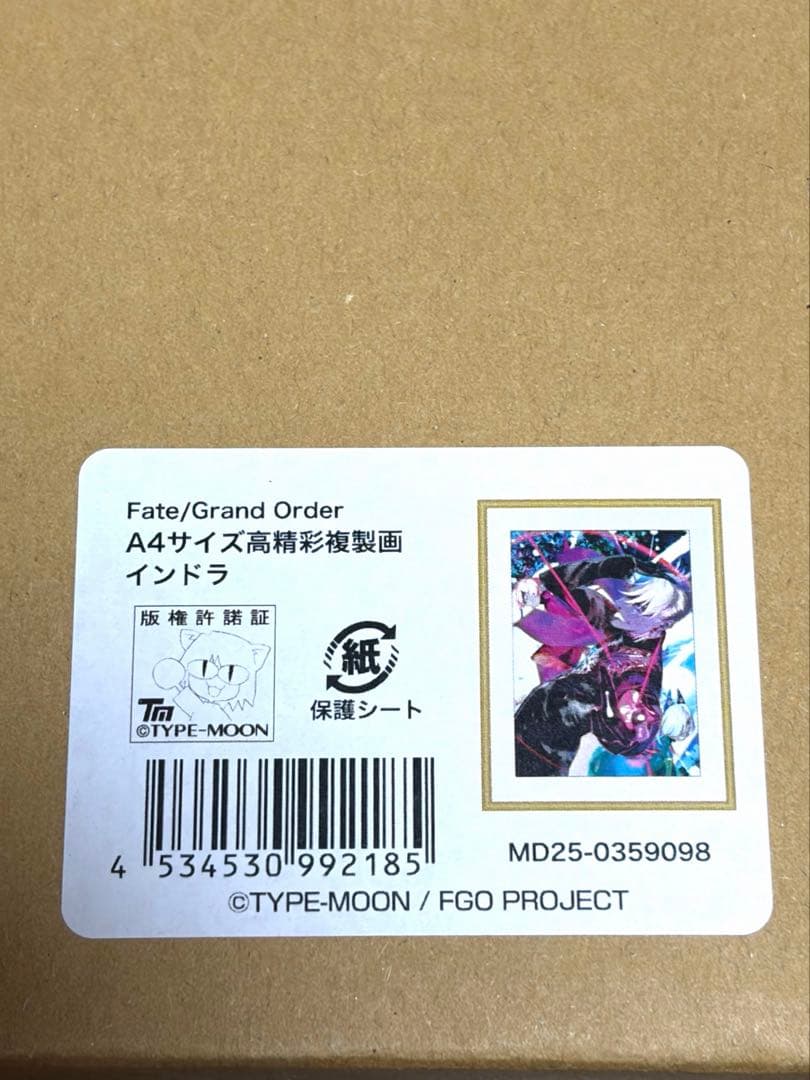 Fate/Grand Order
A4サイズ高精彩複製画
インドラ
版権許諾証
TM
©TYPE-MOON
紙
保護シート
4 534530 992185
MD25-0359098
©TYPE-MOON / FGO PROJECT